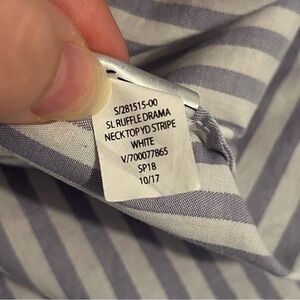 S/281515-00
SL RUFFLE DRAMA
NECK TOP YD STRIPE
WHITE
V/700077865
SP18
10/17